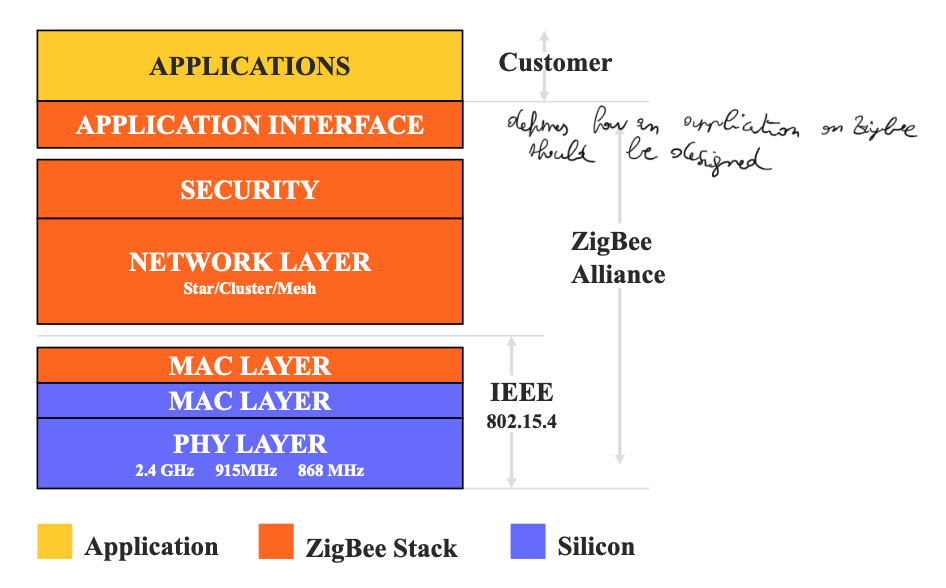 APPLICATIONS
Customer
APPLICATION INTERFACE
defines how an application on Zigbee
should be designed
SECURITY
NETWORK LAYER
Star/Cluster/Mesh
ZigBee
Alliance
MAC LAYER
MAC LAYER
IEEE
802.15.4
PHY LAYER
2.4 GHz 915MHz 868 MHz
Application
ZigBee Stack
Silicon